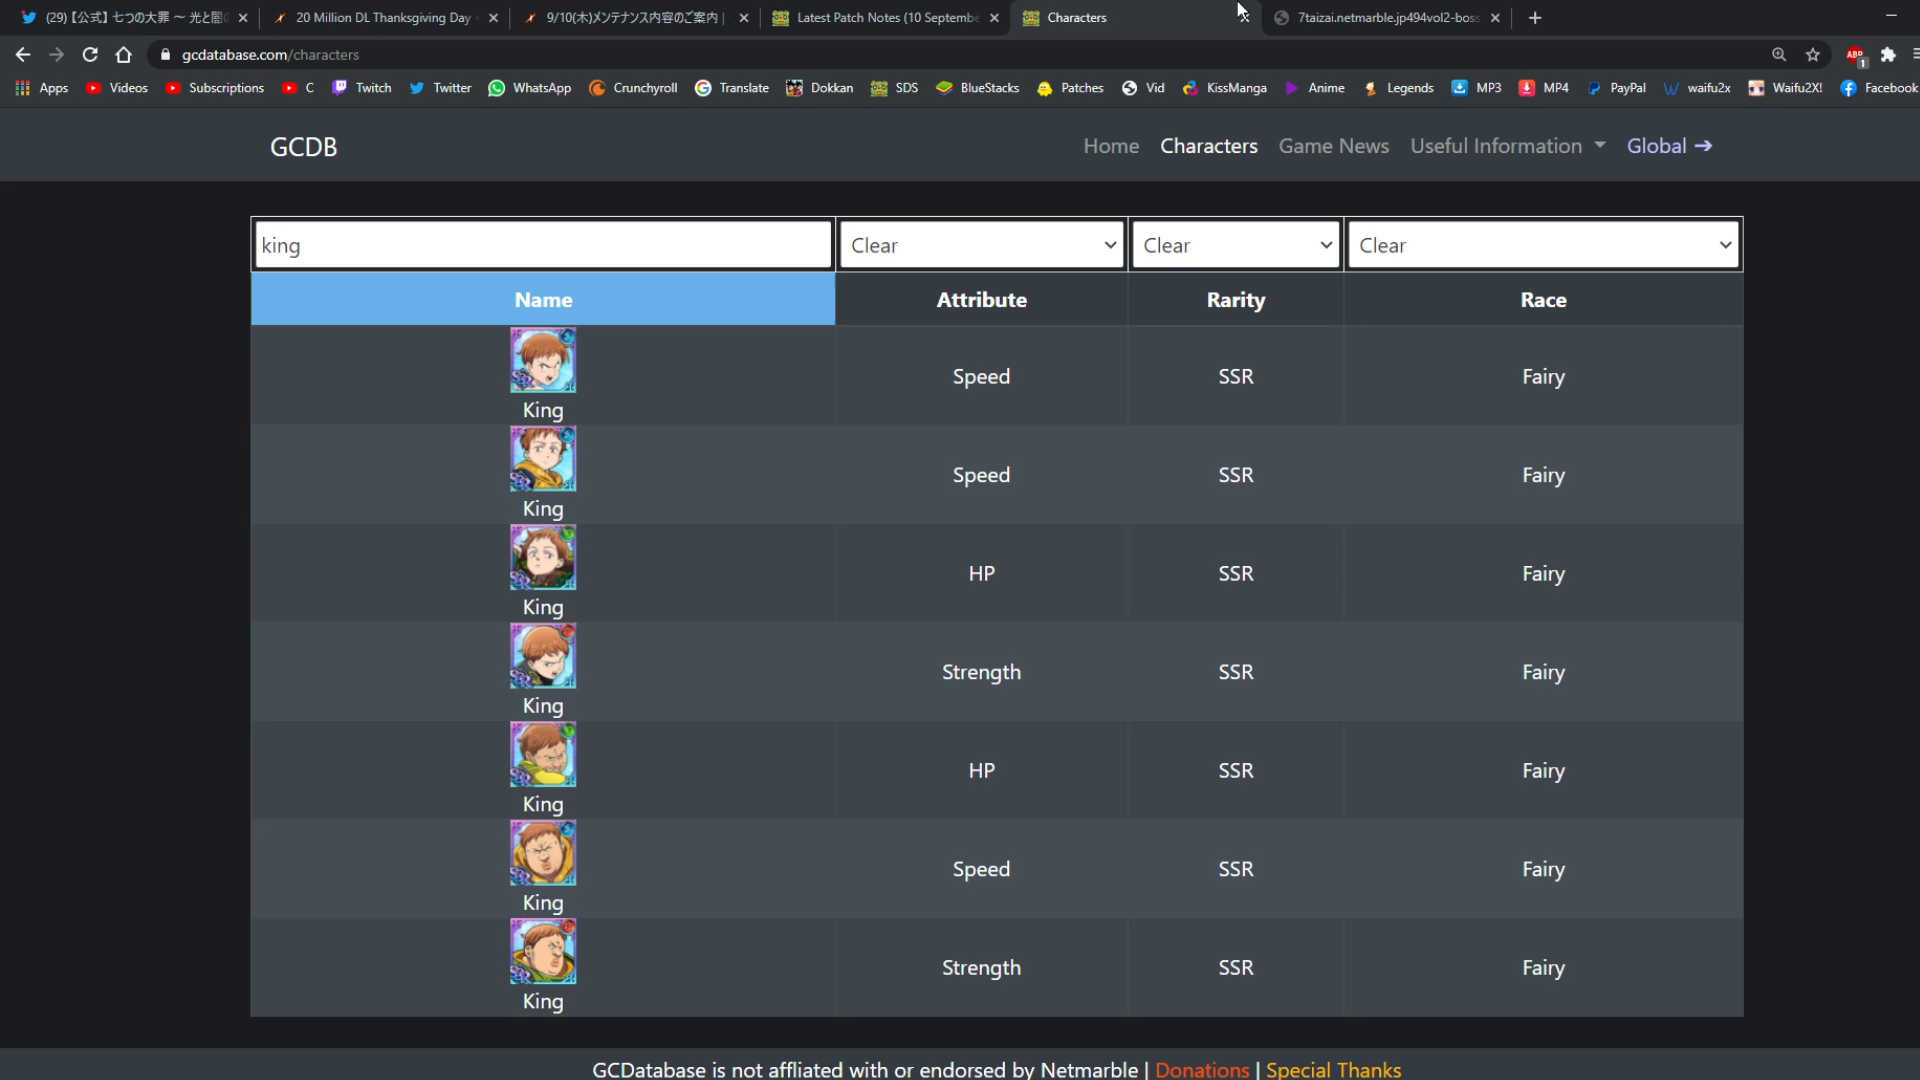 (29) 【公式】七つの大罪 ～ 光と闇
20 Million DL Thanksgiving Day
9/10(木)メンテナンス内容のご案内 |
Latest Patch Notes (10 Septembe
Characters
7taizai.netmarble.jp494vol2-boss
gcdatabase.com/characters
ABP
1
Apps
Videos
Subscriptions
C
Twitch
Twitter
WhatsApp
Crunchyroll
Translate
Dokkan
SDS
BlueStacks
Patches
Vid
KissManga
Anime
Legends
MP3
MP4
PayPal
waifu2x
Waifu2X!
Facebook
GCDB
Home
Characters
Game News
Useful Information
Global →
king
Clear
Clear
Clear
Name
Attribute
Rarity
Race
King
Speed
SSR
Fairy
King
Speed
SSR
Fairy
King
HP
SSR
Fairy
King
Strength
SSR
Fairy
King
HP
SSR
Fairy
King
Speed
SSR
Fairy
King
Strength
SSR
Fairy
GCDatabase is not affliated with or endorsed by Netmarble | Donations | Special Thanks